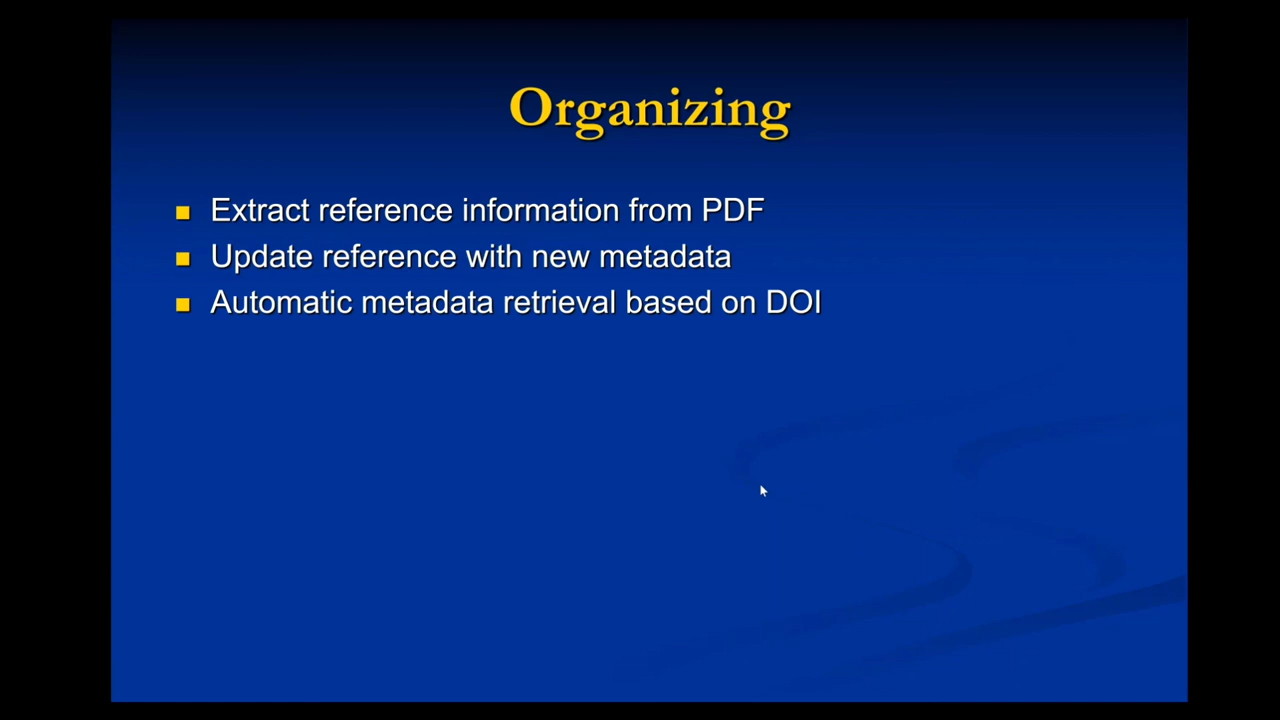 Organizing
Extract reference information from PDF
Update reference with new metadata
Automatic metadata retrieval based on DOI